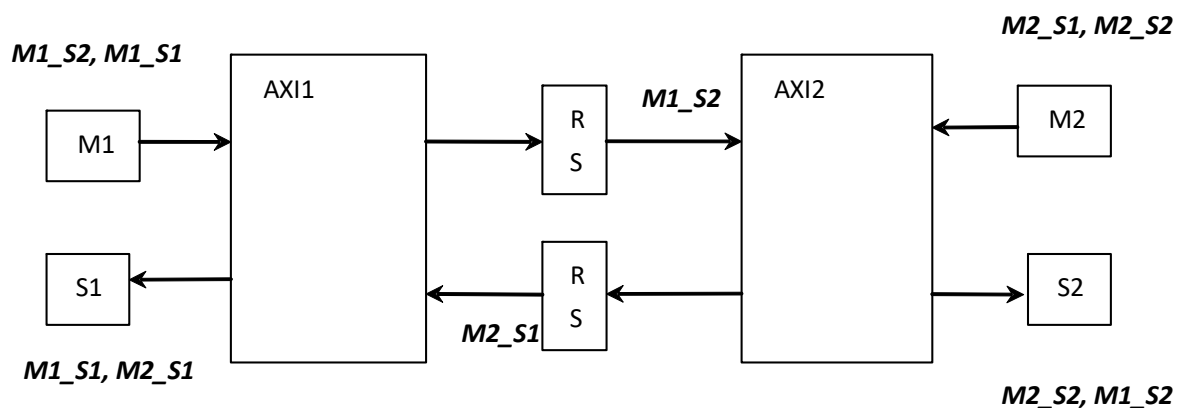 M2_S1, M2_S2
M1_S2, M1_S1
AXI1
M1_S2
AXI2
M1
R
S
M2
S1
R
S
S2
M2_S1
M1_S1, M2_S1
M2_S2, M1_S2